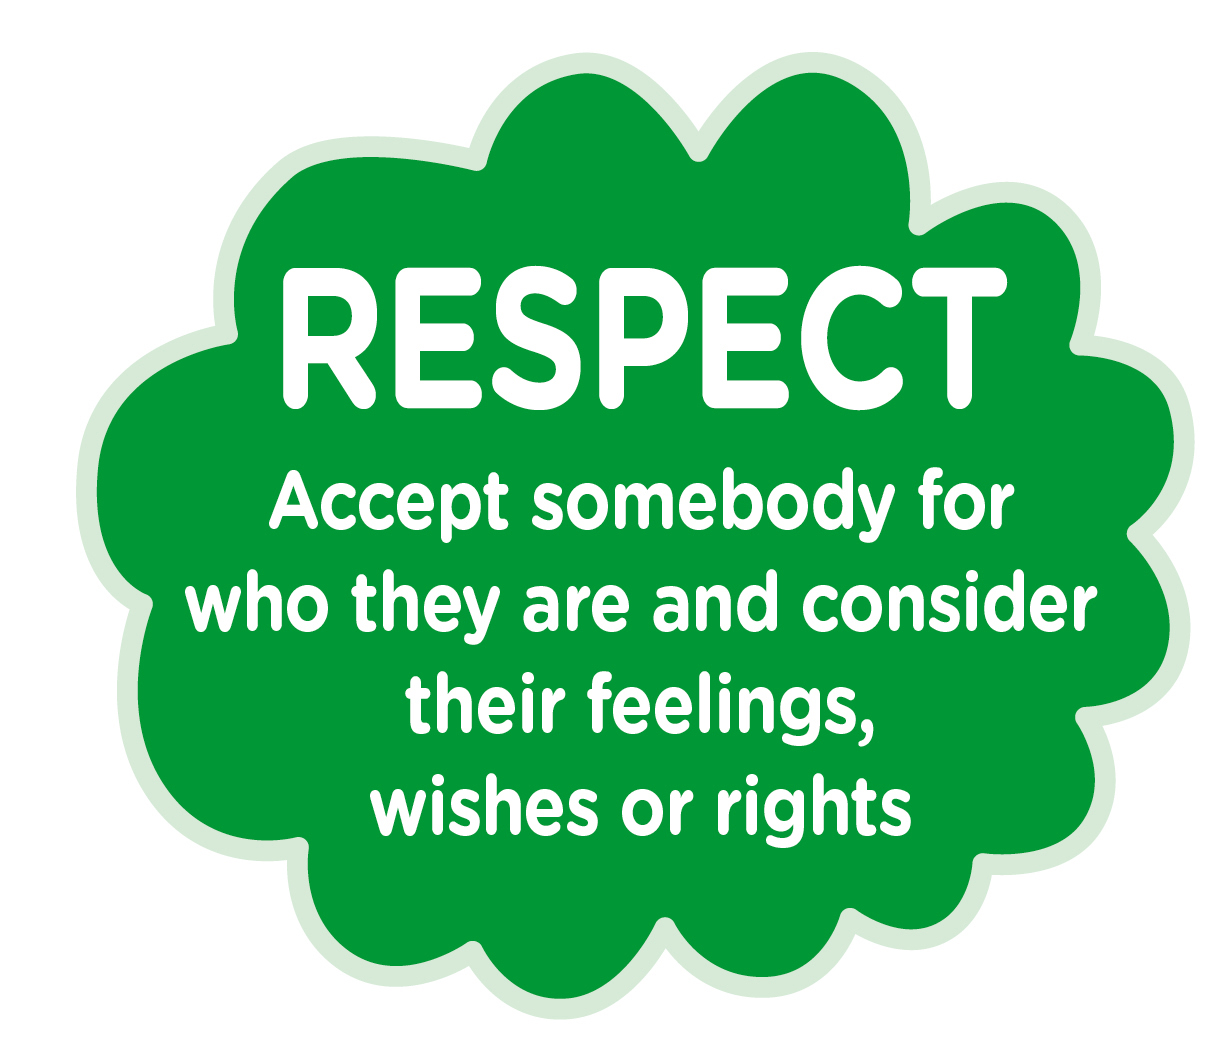 RESPECT
Accept somebody for
who they are and consider
their feelings,
wishes or rights